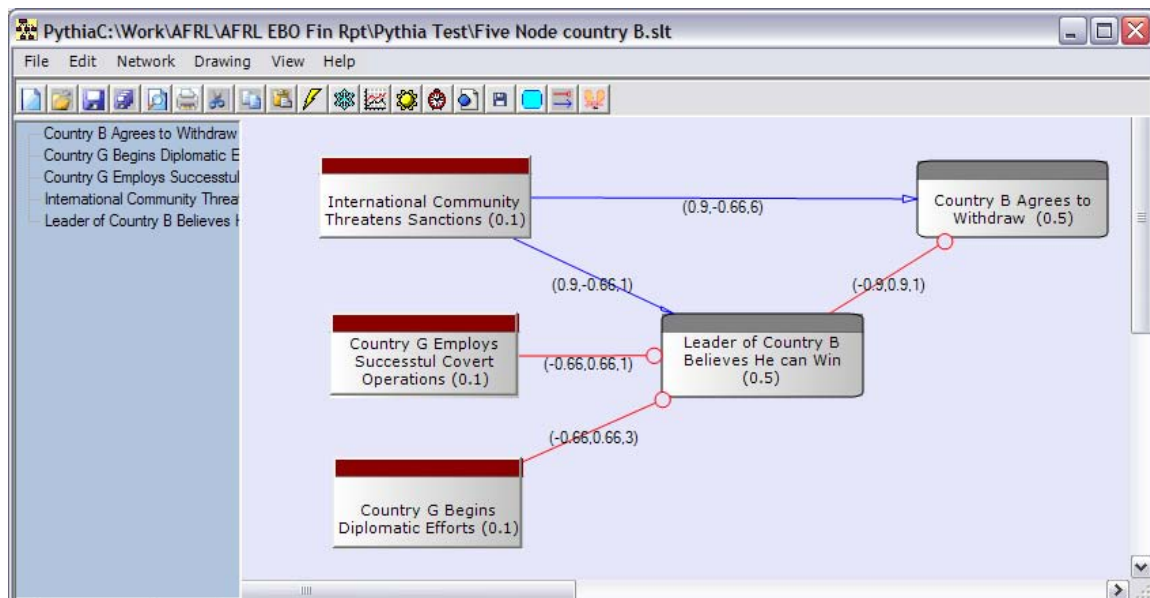 PythiaC:\Work\AFRL\AFRL EBO Fin Rpt\Pythia Test\Five Node country B.slt
File Edit Network Drawing View Help
Country B Agrees to Withdraw
Country G Begins Diplomatic E
Country G Employs Successful
International Community Threat
Leader of Country B Believes H
International Community
Threatens Sanctions (0.1)
(0.9,-0.66,6)
Country B Agrees to
Withdraw (0.5)
(0.9,-0.66,1)
(-0.9,0.9,1)
Country G Employs
Successtul Covert
Operations (0.1)
(-0.66,0.66,1)
Leader of Country B
Believes He can Win
(0.5)
(-0.66,0.66,3)
Country G Begins
Diplomatic Efforts (0.1)